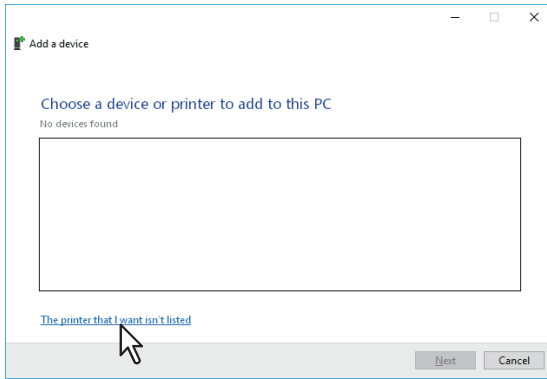 Add a device
Choose a device or printer to add to this PC
No devices found
The printer that I want isn't listed
Next Cancel